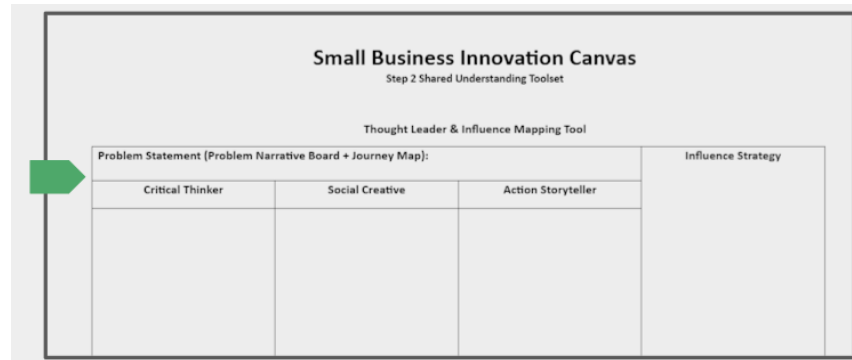 Small Business Innovation Canvas
Step 2 Shared Understanding Toolset
Thought Leader & Influence Mapping Tool
Problem Statement (Problem Narrative Board + Journey Map):
Influence Strategy
Critical Thinker
Social Creative
Action Storyteller